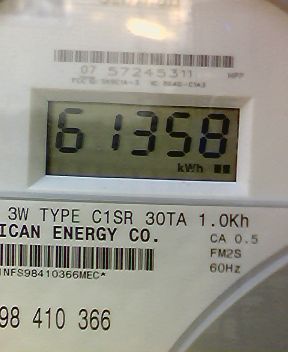 07 57245311
61358
kWh
3W TYPE C1SR 30TA 1.0Kh
ICAN ENERGY CO.
CA 0.5
FM2S
60Hz
1NFS98410366MEC*
98 410 366